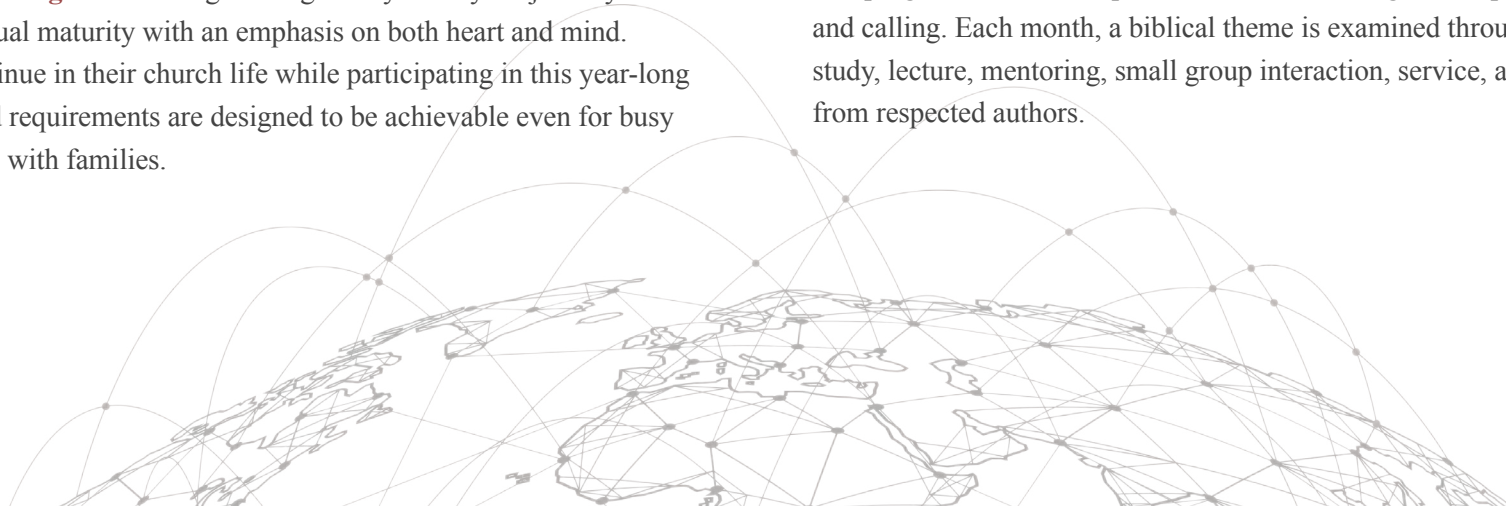 ual maturity with an emphasis on both heart and mind.
inue in their church life while participating in this year-long
requirements are designed to be achievable even for busy
with families.
and calling. Each month, a biblical theme is examined throu
study, lecture, mentoring, small group interaction, service, a
from respected authors.